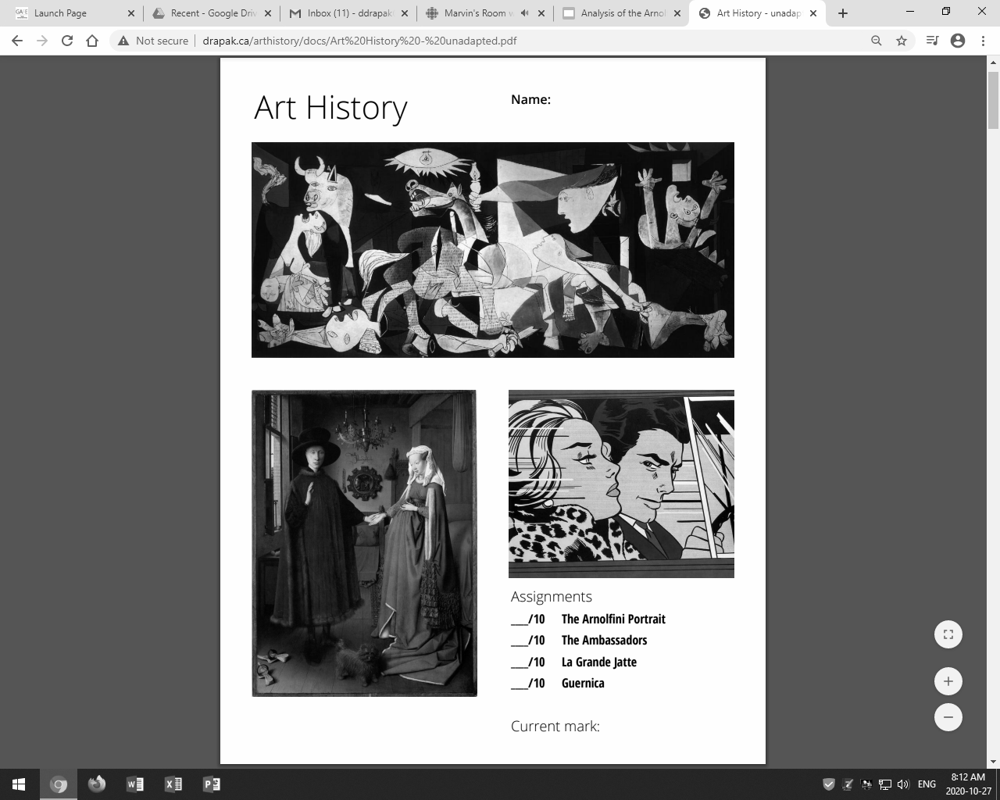 Launch Page
Recent - Google Driv
Inbox (11) - ddrapak
Marvin's Room w
Analysis of the Arnol
Art History - unadap
Not secure
drapak.ca/arthistory/docs/Art%20History%20-%20unadapted.pdf
Art History
Name:
Assignments
___/10 The Arnolfini Portrait
___/10 The Ambassadors
___/10 La Grande Jatte
___/10 Guernica
Current mark:
ENG
8:12 AM
2020-10-27